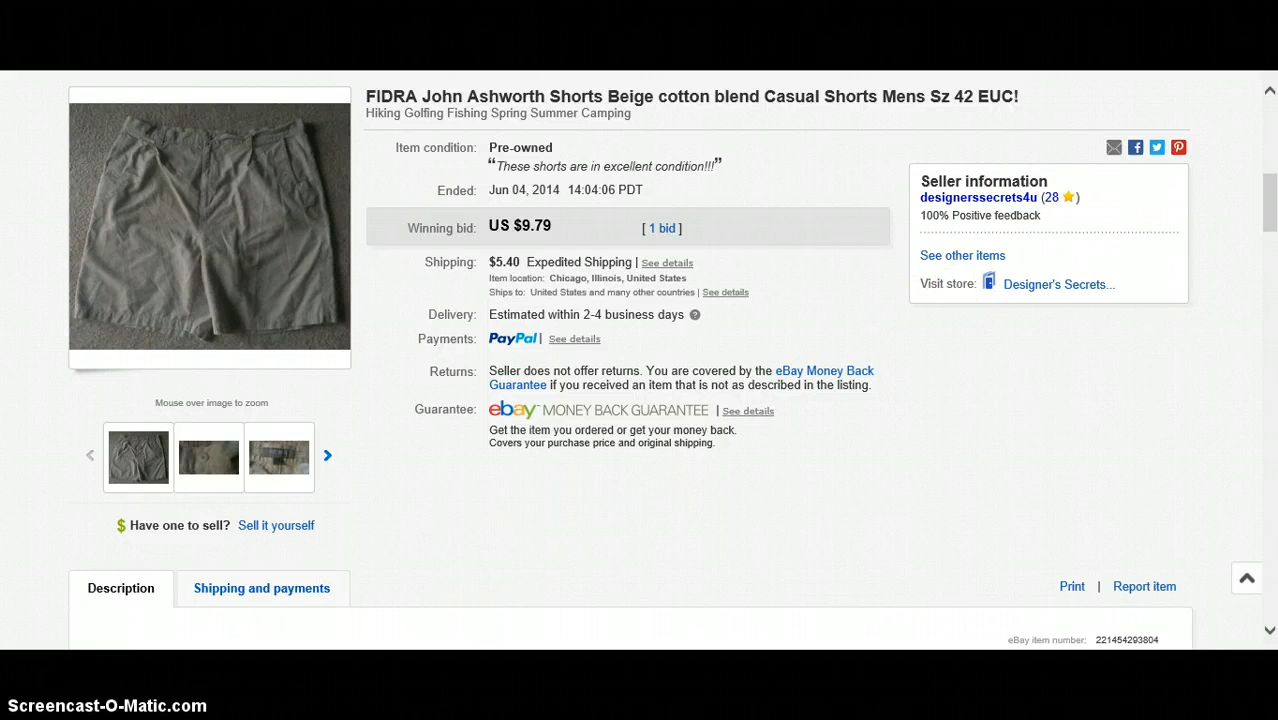 FIDRA John Ashworth Shorts Beige cotton blend Casual Shorts Mens Sz 42 EUC!
Hiking Golfing Fishing Spring Summer Camping
Item condition: Pre-owned
“These shorts are in excellent condition!!!”
Ended: Jun 04, 2014 14:04:06 PDT
Winning bid: US $9.79 [ 1 bid ]
Shipping: $5.40 Expedited Shipping | See details
Item location: Chicago, Illinois, United States
Ships to: United States and many other countries | See details
Delivery: Estimated within 2-4 business days ?
Payments: PayPal | See details
Returns: Seller does not offer returns. You are covered by the eBay Money Back
Guarantee if you received an item that is not as described in the listing.
Guarantee: ebay MONEY BACK GUARANTEE | See details
Get the item you ordered or get your money back.
Covers your purchase price and original shipping.
Seller information
designerssecrets4u (28 )
100% Positive feedback
See other items
Visit store: Designer's Secrets...
Mouse over image to zoom
$ Have one to sell? Sell it yourself
Description
Shipping and payments
Print | Report item
eBay item number: 221454293804
Screencast-O-Matic.com